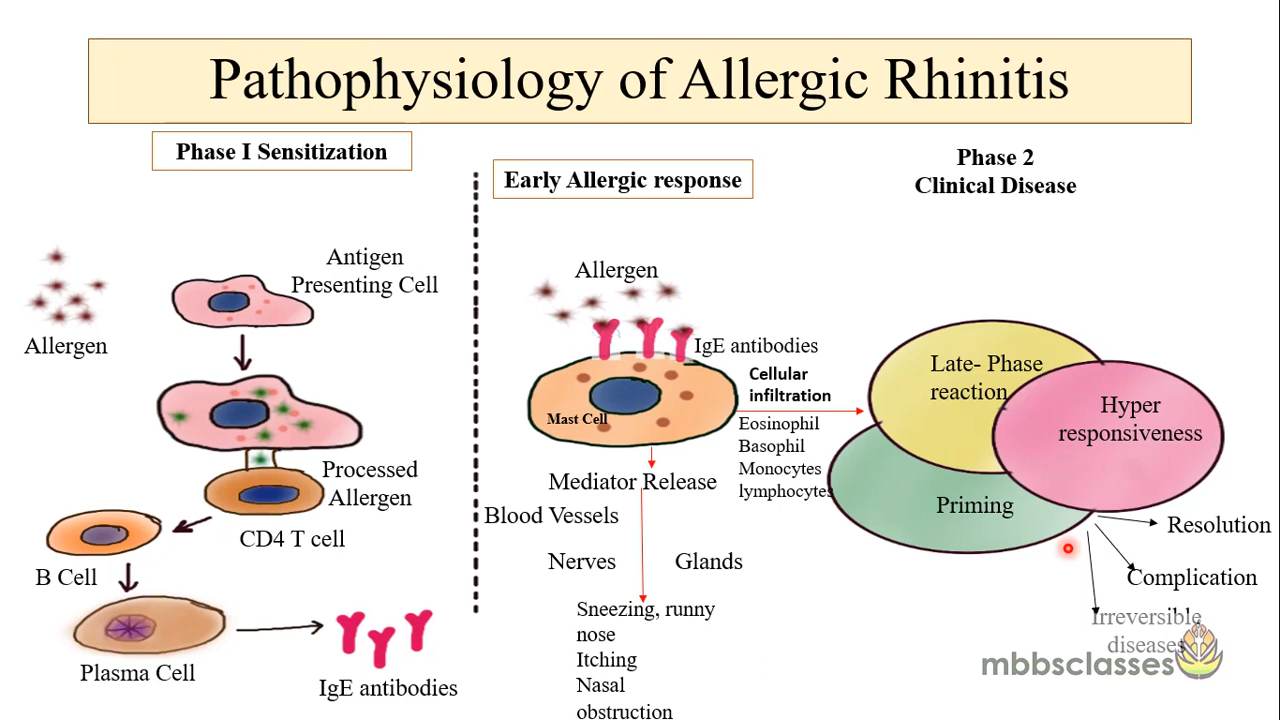 Pathophysiology of Allergic Rhinitis
Phase I Sensitization
Allergen
Antigen
Presenting Cell
Processed
Allergen
CD4 T cell
B Cell
Plasma Cell
IgE antibodies
Early Allergic response
Allergen
IgE antibodies
Mast Cell
Cellular
infiltration
Eosinophil
Basophil
Monocytes
lymphocytes
Mediator Release
Blood Vessels
Nerves
Glands
Sneezing, runny
nose
Itching
Nasal
obstruction
Phase 2
Clinical Disease
Late- Phase
reaction
Hyper
responsiveness
Priming
Resolution
Complication
Irreversible
diseases
mbbsclasses